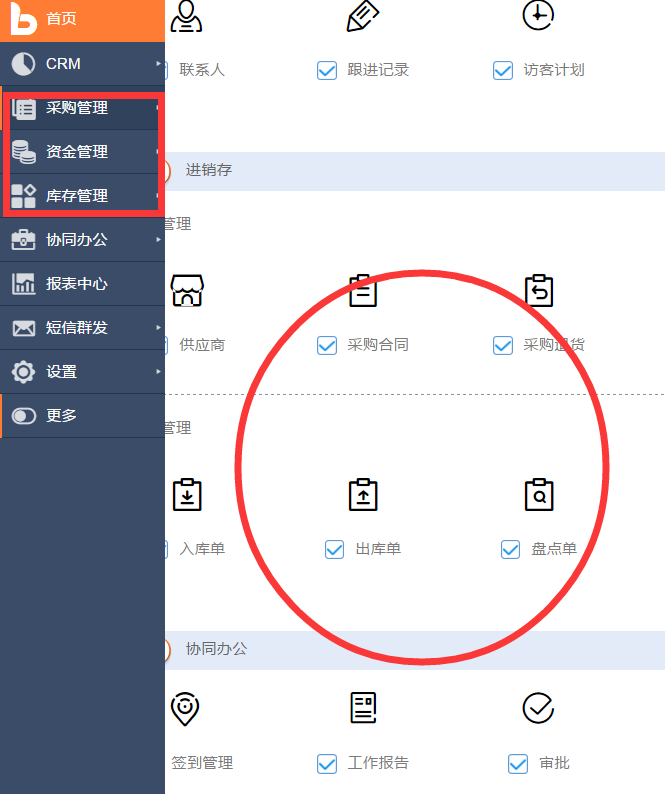 首页
CRM
采购管理
资金管理
库存管理
协同办公
报表中心
短信群发
设置
更多
联系人 跟进记录 访客计划
进销存
管理
供应商 采购合同 采购退货
管理
入库单 出库单 盘点单
协同办公
签到管理 工作报告 审批